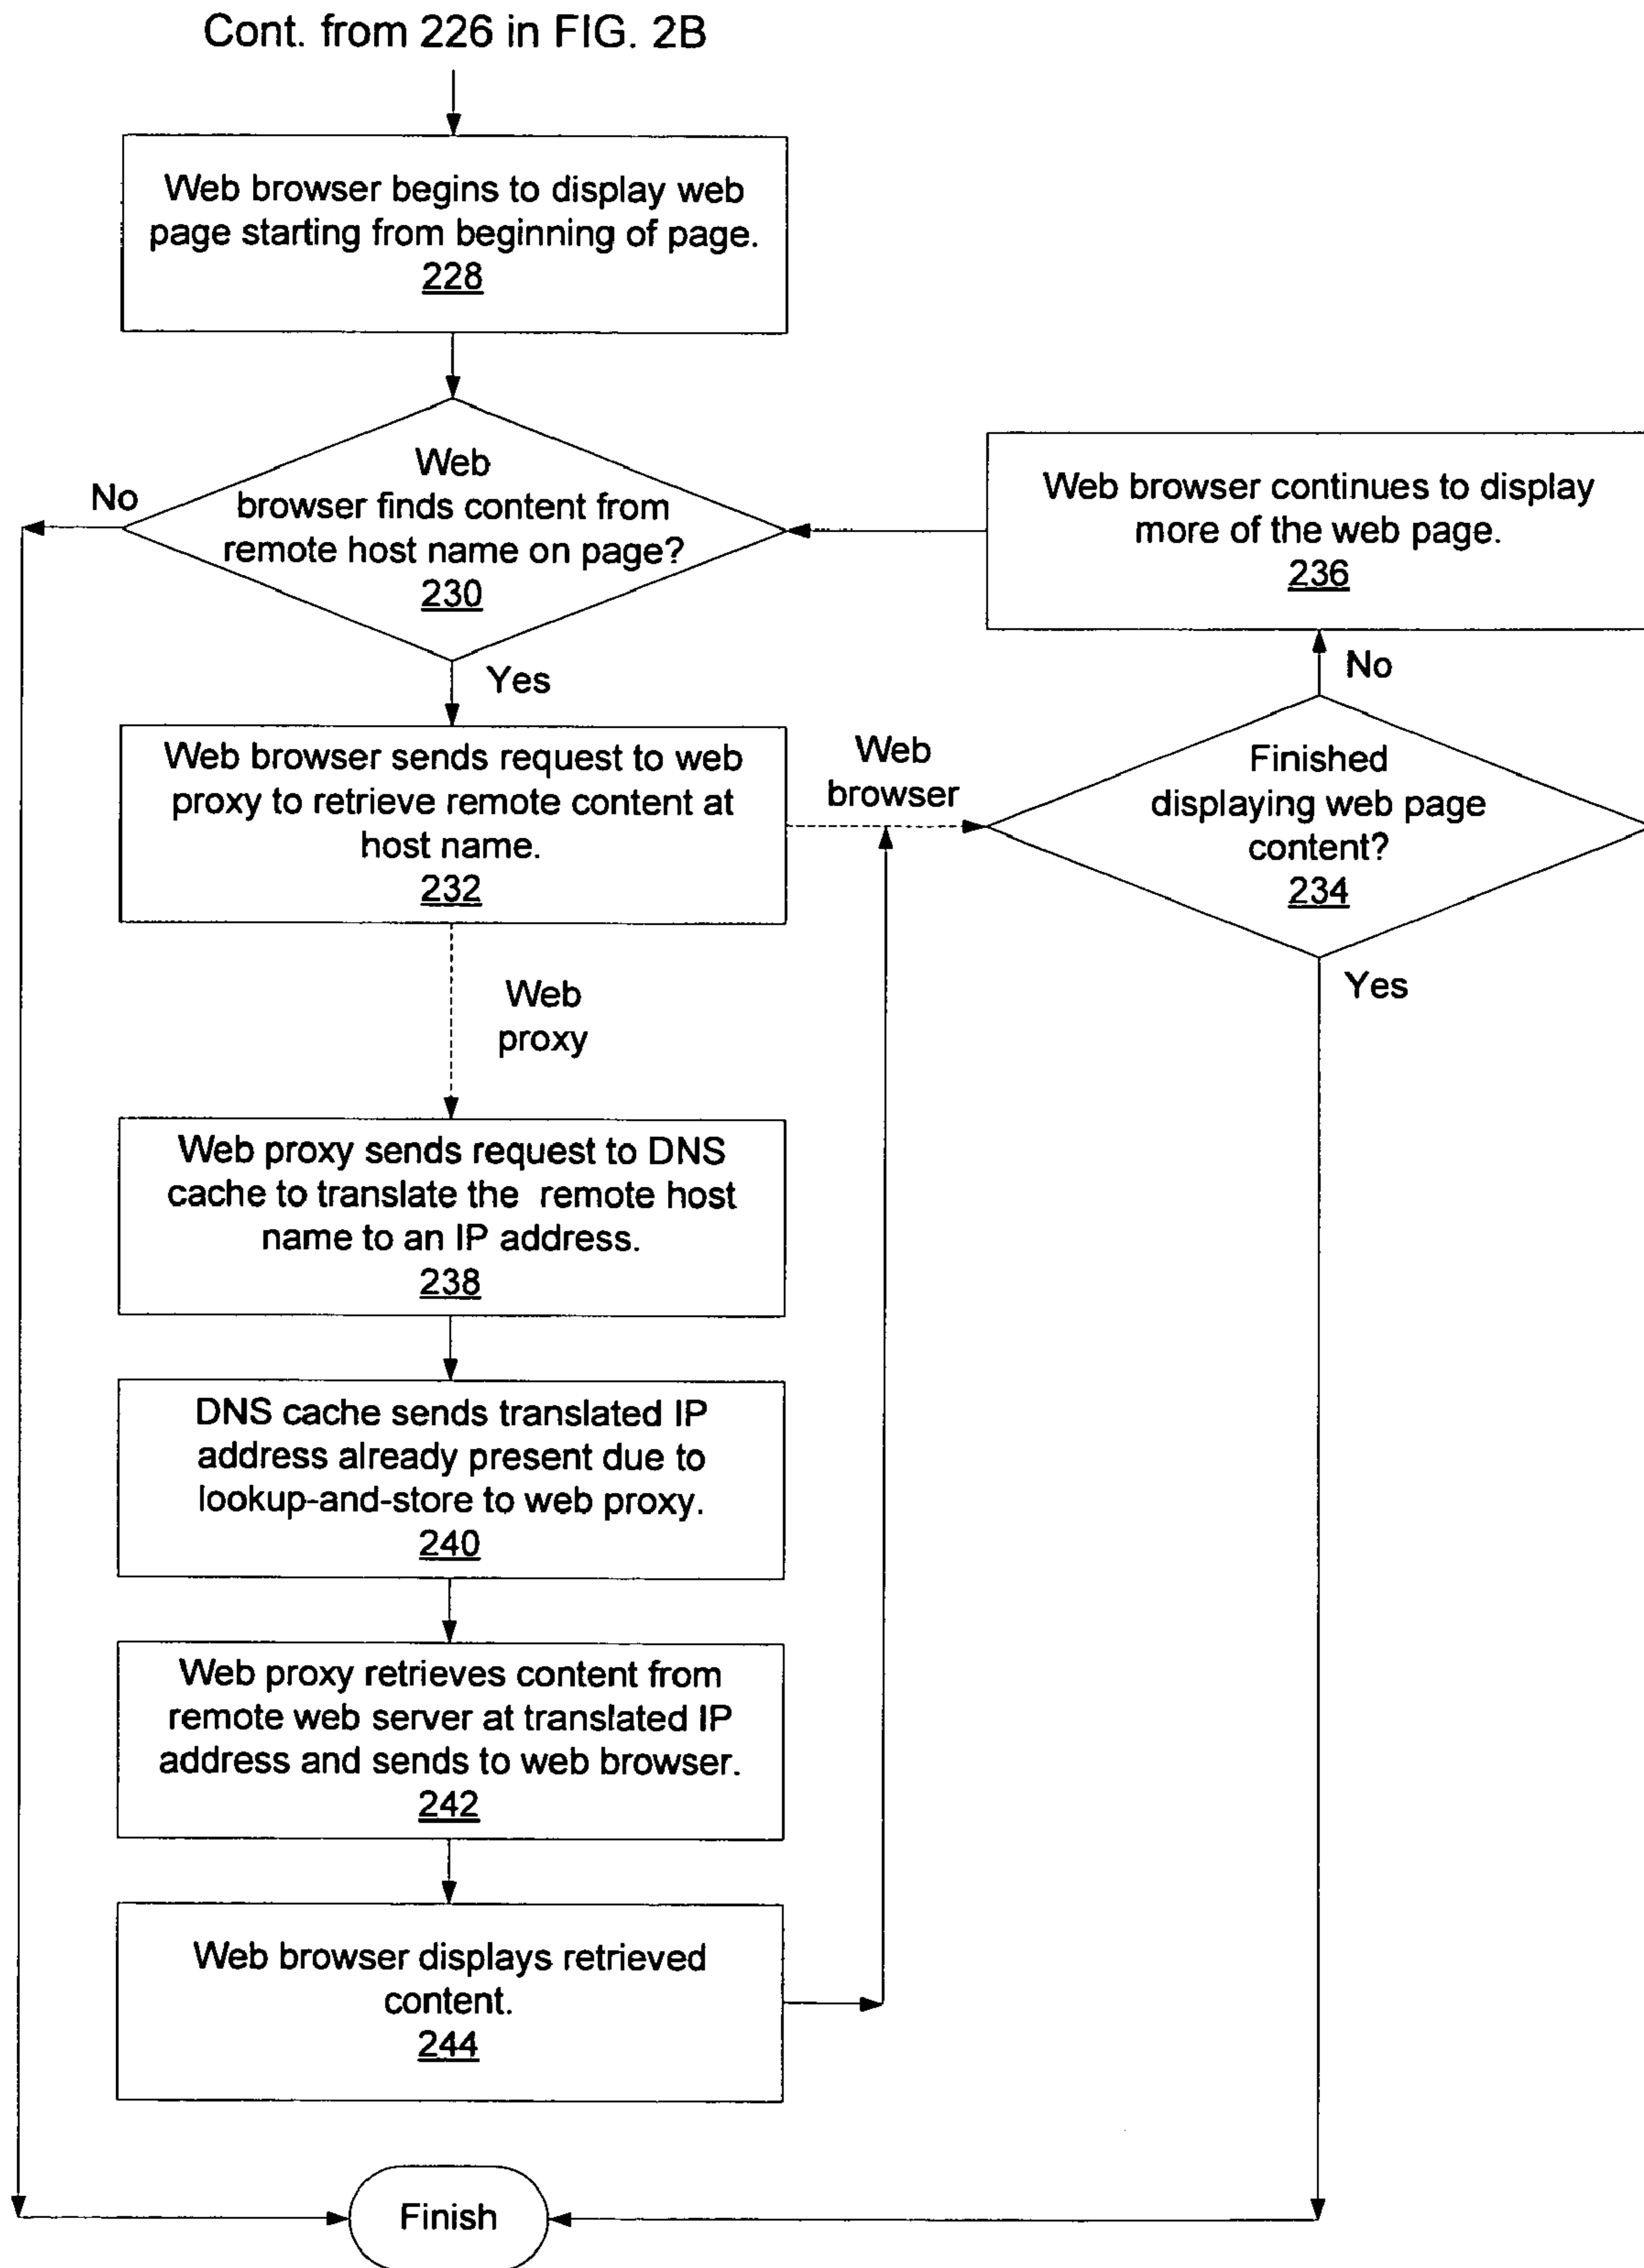 Cont. from 226 in FIG. 2B
Web browser begins to display web
page starting from beginning of page.
228
Web
browser finds content from
remote host name on page?
230
No
Yes
Web browser continues to display
more of the web page.
236
No
Web browser sends request to web
proxy to retrieve remote content at
host name.
232
Web
browser
Finished
displaying web page
content?
234
Yes
Web
proxy
Web proxy sends request to DNS
cache to translate the remote host
name to an IP address.
238
DNS cache sends translated IP
address already present due to
lookup-and-store to web proxy.
240
Web proxy retrieves content from
remote web server at translated IP
address and sends to web browser.
242
Web browser displays retrieved
content.
244
Finish